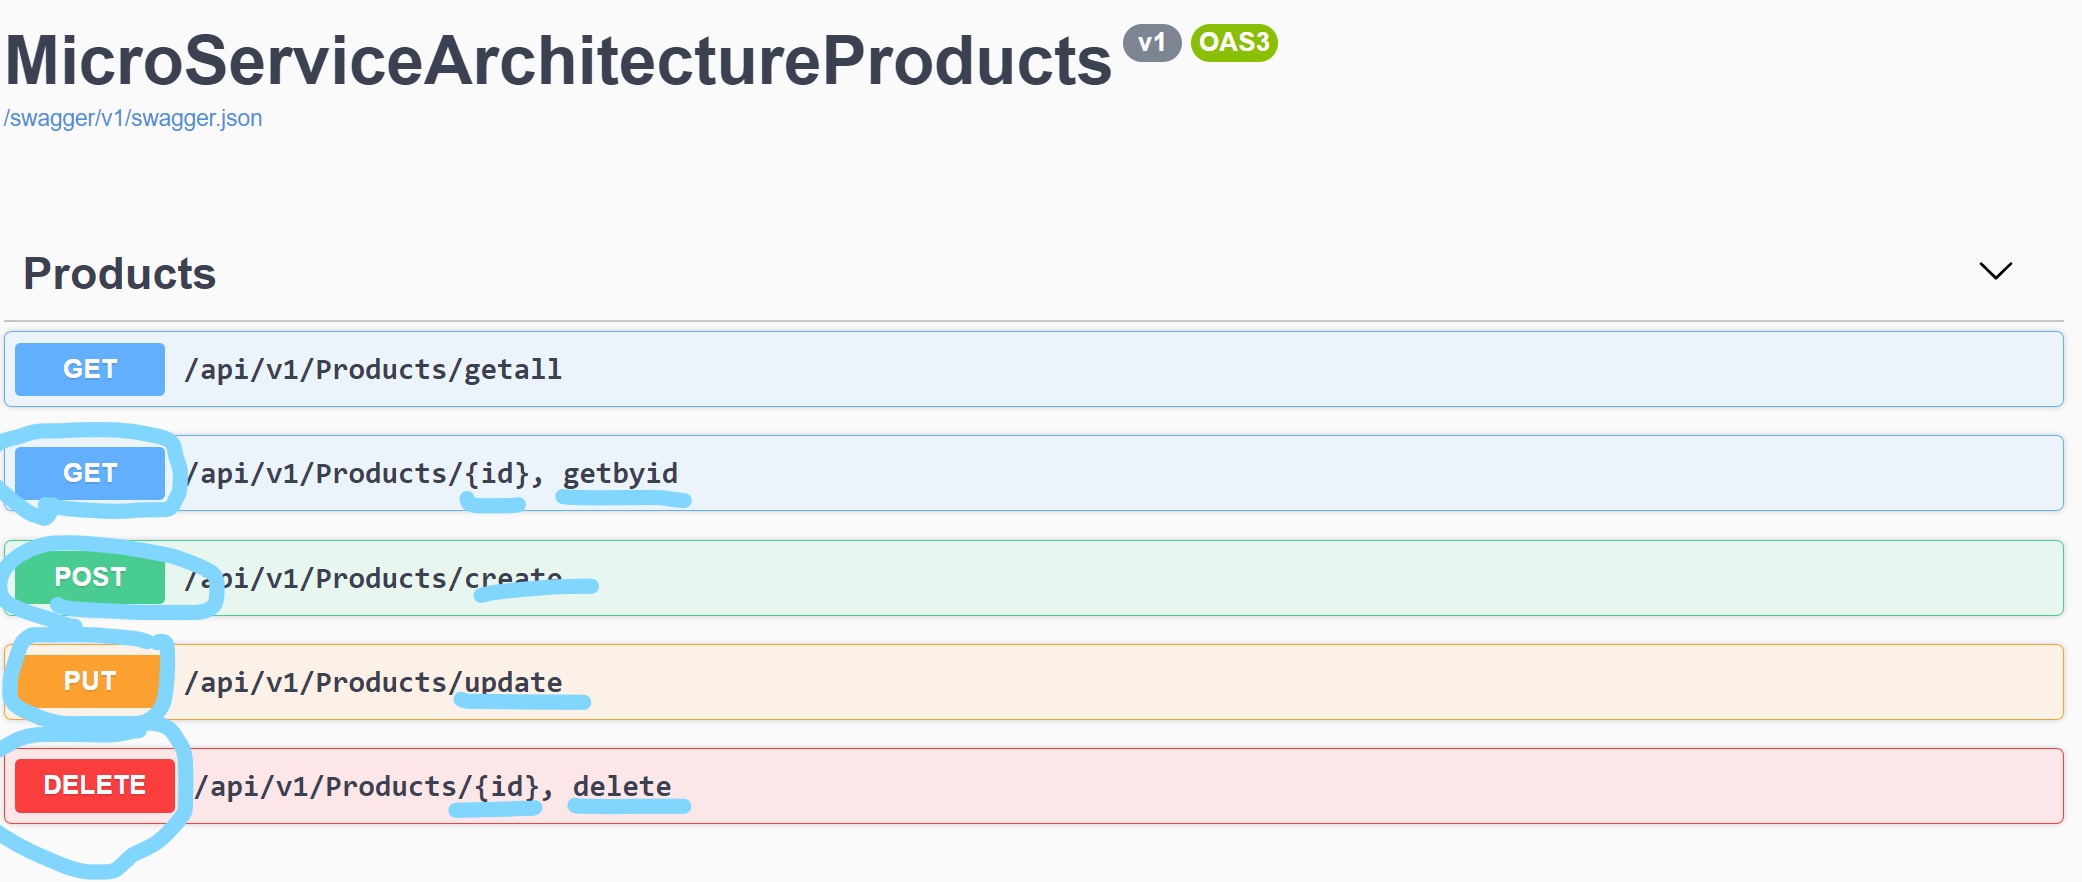 MicroServiceArchitectureProducts v1 OAS3
/swagger/v1/swagger.json
Products
GET /api/v1/Products/getall
GET /api/v1/Products/{id}, getbyid
POST /api/v1/Products/create
PUT /api/v1/Products/update
DELETE /api/v1/Products/{id}, delete